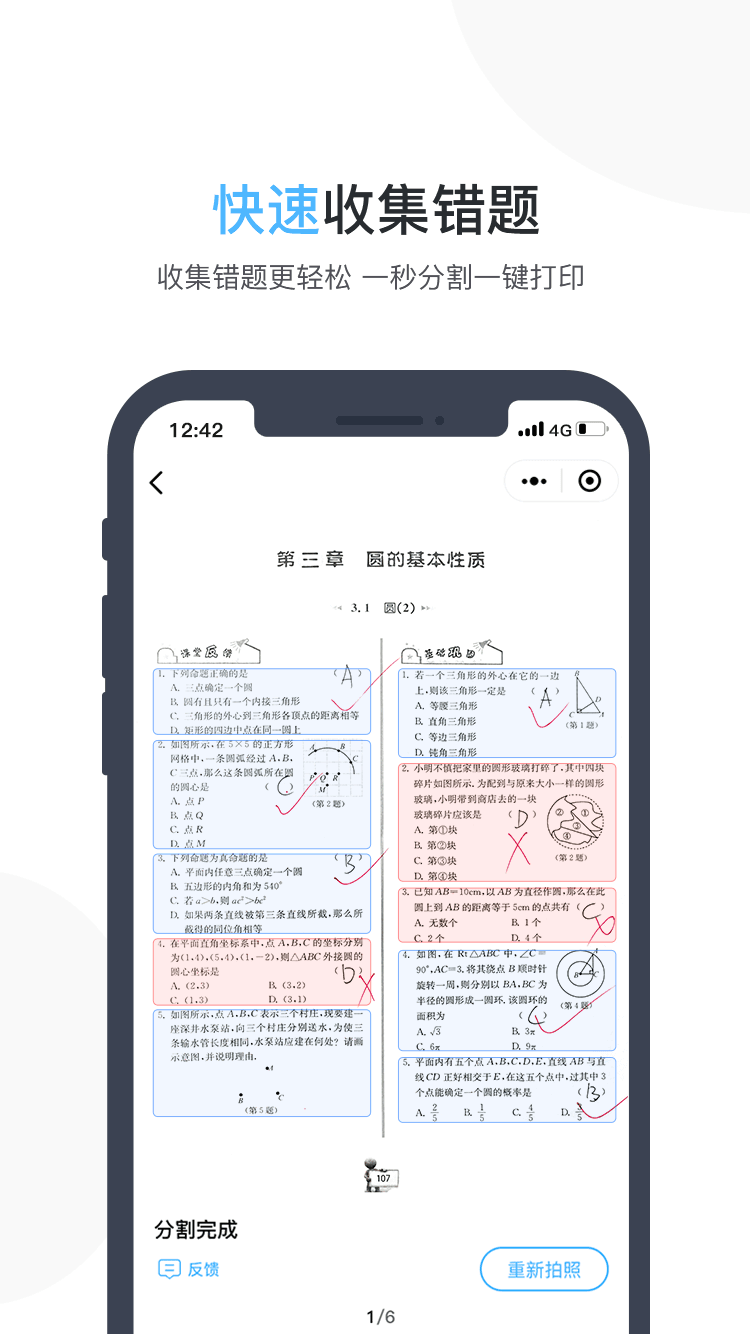 快速收集错题
收集错题更轻松 一秒分割一键打印
12:42
4G
第三章 圆的基本性质
3.1 圆(2)
课堂反馈
1. 下列命题正确的是 ( A )
A. 三点确定一个圆
B. 圆有且只有一个内接三角形
C. 三角形的外心到三角形各顶点的距离相等
D. 矩形的四边中点在同一圆上
2. 如图所示,在 5×5 的正方形
网格中,一条圆弧经过 A,B,
C 三点,那么这条圆弧所在圆
的圆心是 ( C )
A. 点 P
B. 点 Q
C. 点 R
D. 点 M
A
B
C
P Q R
M
(第 2 题)
3. 下列命题为真命题的是 ( B )
A. 平面内任意三点确定一个圆
B. 五边形的内角和为 540°
C. 若 a>b,则 ac²>bc²
D. 如果两条直线被第三条直线所截,那么所
截得的同位角相等
4. 在平面直角坐标系中,点 A,B,C 的坐标分别
为(1,4),(5,4),(1,-2),则△ABC 外接圆的
圆心坐标是 ( D )
A. (2,3) B. (3,2)
C. (1,3) D. (3,1)
5. 如图所示,点 A,B,C 表示三个村庄,现要建一
座深井水泵站,向三个村庄分别送水,为使三
条输水管长度相同,水泵站应建在何处? 请画
示意图,并说明理由.
A
B
C
(第 5 题)
基础巩固
1. 若一个三角形的外心在它的一边
上,则该三角形一定是 ( A )
A. 等腰三角形
B. 直角三角形
C. 等边三角形
D. 钝角三角形
B
D
C A
(第 1 题)
2. 小明不慎把家里的圆形玻璃打碎了,其中四块
碎片如图所示.为配到与原来大小一样的圆形
玻璃,小明带到商店去的一块
玻璃碎片应该是 ( D )
A. 第①块
B. 第②块
C. 第③块
D. 第④块
②
①
③
④
(第 2 题)
3. 已知 AB=10cm,以 AB 为直径作圆,那么在此
圆上到 AB 的距离等于 5cm 的点共有 ( C )
A. 无数个 B. 1 个
C. 2 个 D. 4 个
4. 如图,在 Rt△ABC 中,∠C=
90°,AC=3.将其绕点 B 顺时针
旋转一周,则分别以 BA,BC 为
半径的圆形成一圆环.该圆环的
面积为 ( C )
A. √3 B. 3π
C. 6π D. 9π
A
B C
(第 4 题)
5. 平面内有五个点 A,B,C,D,E,直线 AB 与直
线 CD 正好相交于 E,在这五个点中,过其中 3
个点能确定一个圆的概率是 ( B )
A. 2/5 B. 1/5 C. 4/5 D. 3/5
107
分割完成
反馈
重新拍照
1/6